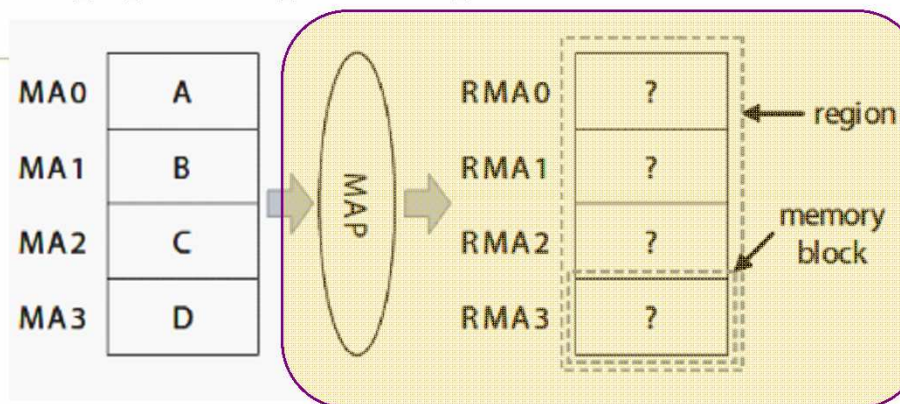 MA0 A RMA0 ?
region
MA1 B RMA1 ?
MAP
MA2 C RMA2 ?
memory
block
MA3 D RMA3 ?